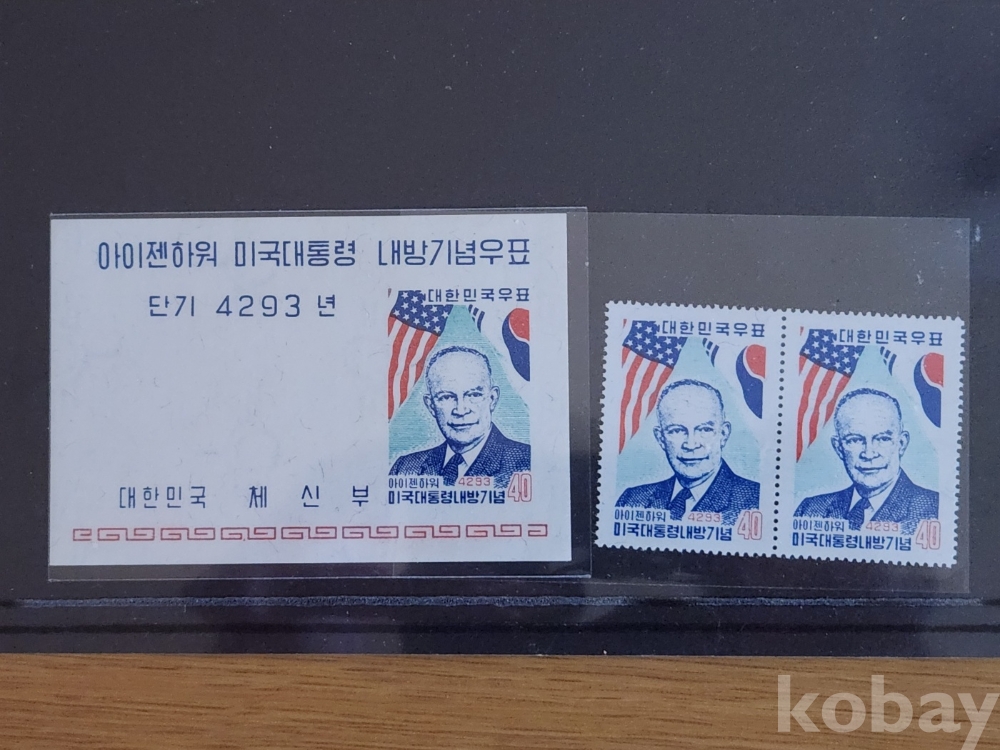 아이젠하워 미국대통령 내방기념우표
단기 4293 년
대한민국우표
아이젠하워 4293
미국대통령내방기념 40
대한민국 체신부
대한민국우표
아이젠하워 4293
미국대통령내방기념 40
대한민국우표
아이젠하워 4293
미국대통령내방기념 40
kobay